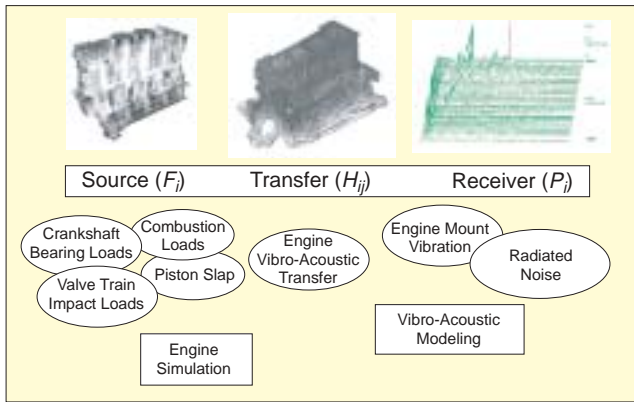 Source (Fi) Transfer (Hij) Receiver (Pi)
Crankshaft
Bearing Loads
Combustion
Loads
Valve Train
Impact Loads
Piston Slap
Engine
Vibro-Acoustic
Transfer
Engine Mount
Vibration
Radiated
Noise
Engine
Simulation
Vibro-Acoustic
Modeling